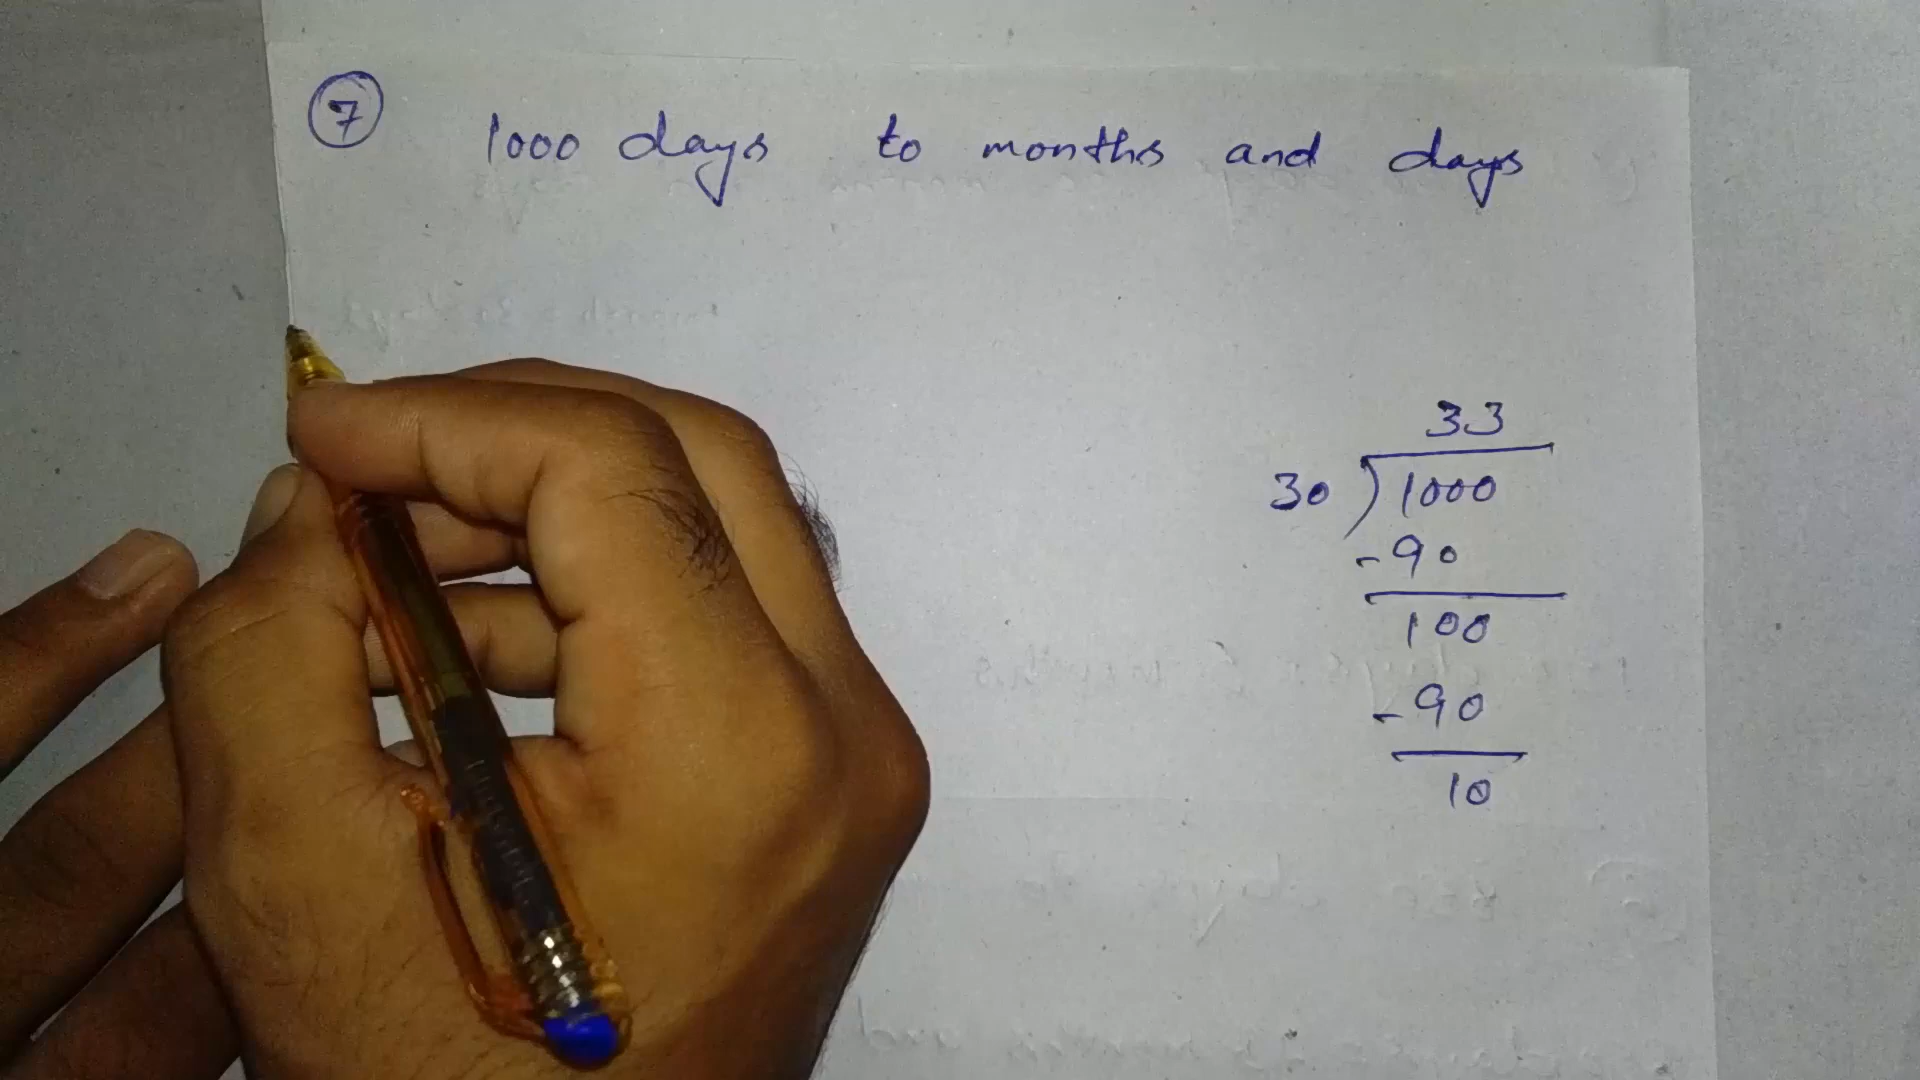 7 1000 days to months and days
33
30 ) 1000
-90
100
-90
10